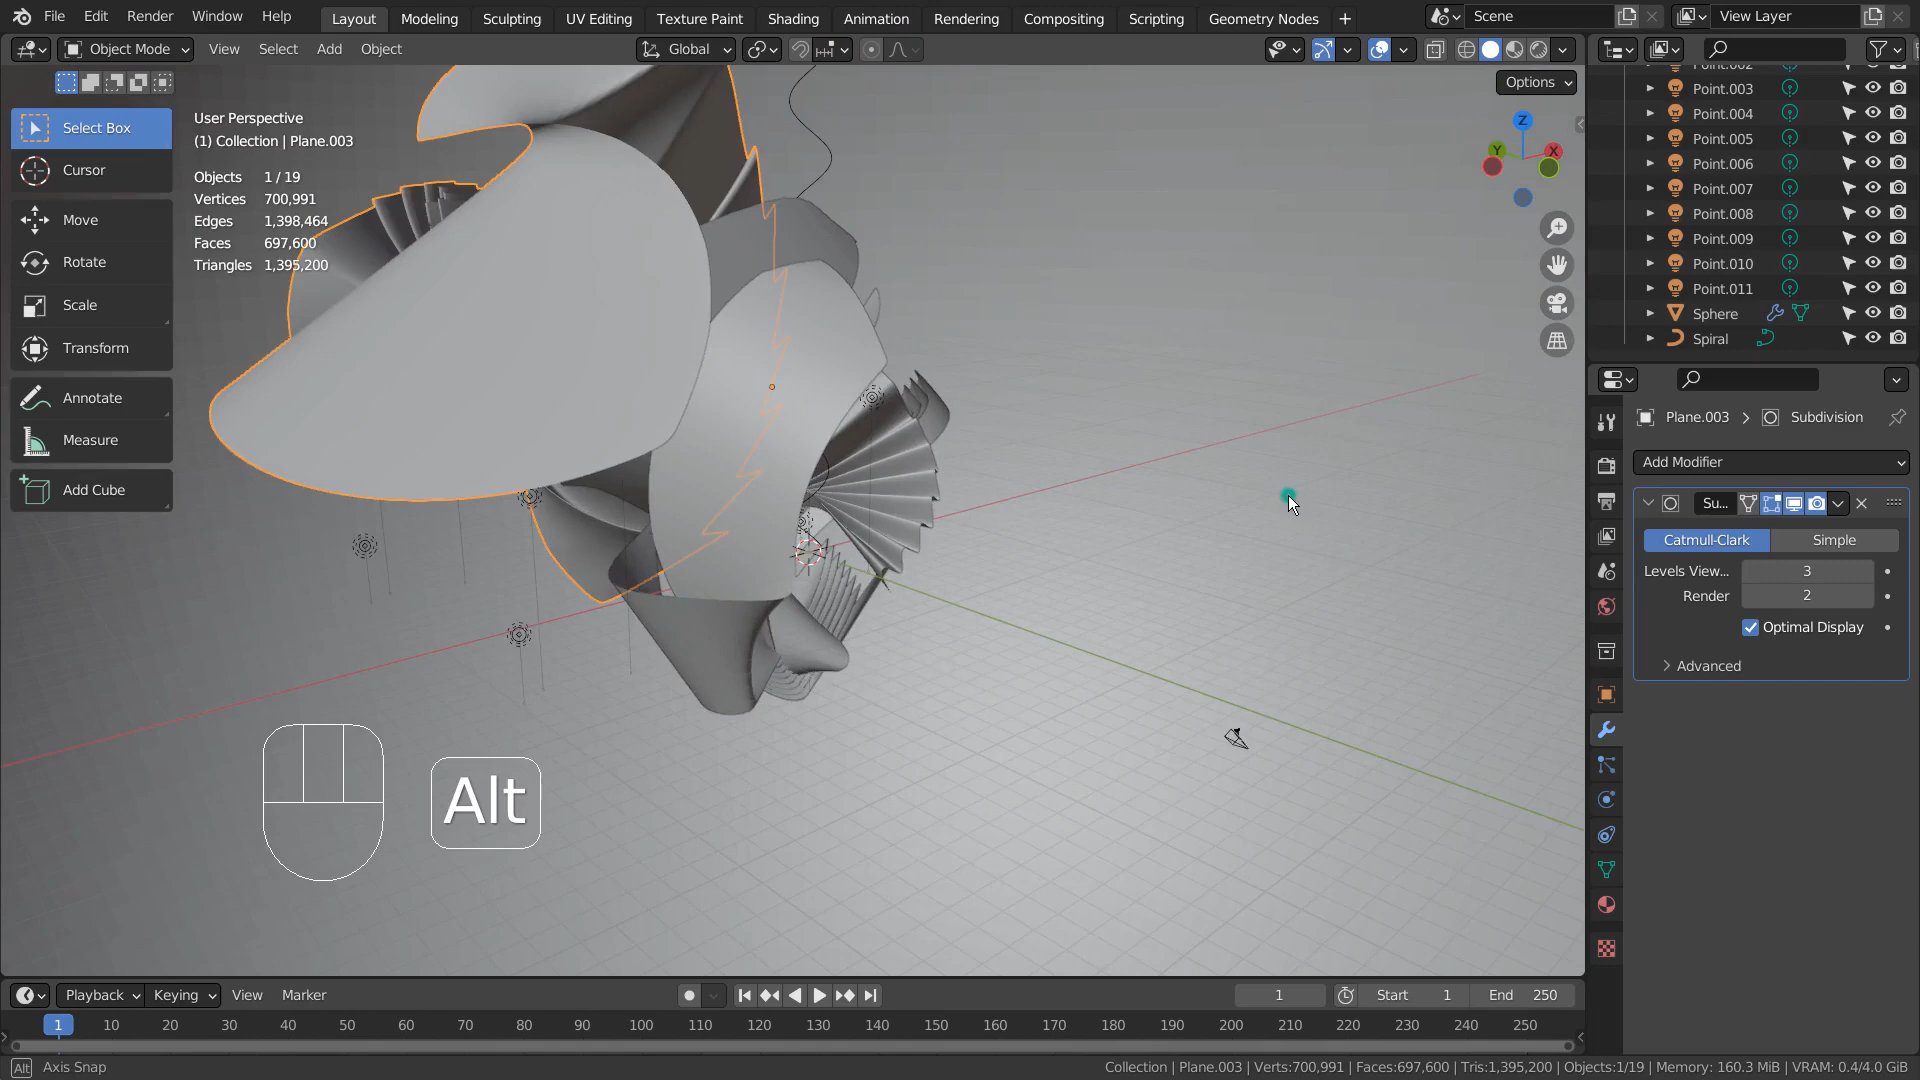 File Edit Render Window Help Layout Modeling Sculpting UV Editing Texture Paint Shading Animation Rendering Compositing Scripting Geometry Nodes + Scene View Layer
Object Mode View Select Add Object Global
Options
Select Box
Cursor
Move
Rotate
Scale
Transform
Annotate
Measure
Add Cube
User Perspective
(1) Collection | Plane.003
Objects 1 / 19
Vertices 700,991
Edges 1,398,464
Faces 697,600
Triangles 1,395,200
Z
Y
X
Alt
Point.002
Point.003
Point.004
Point.005
Point.006
Point.007
Point.008
Point.009
Point.010
Point.011
Sphere
Spiral
Plane.003 > Subdivision
Add Modifier
Su...
Catmull-Clark Simple
Levels View... 3
Render 2
Optimal Display
> Advanced
Playback Keying View Marker 1 Start 1 End 250
1 10 20 30 40 50 60 70 80 90 100 110 120 130 140 150 160 170 180 190 200 210 220 230 240 250
Alt Axis Snap
Collection | Plane.003 | Verts:700,991 | Faces:697,600 | Tris:1,395,200 | Objects:1/19 | Memory: 160.3 MiB | VRAM: 0.4/4.0 GiB